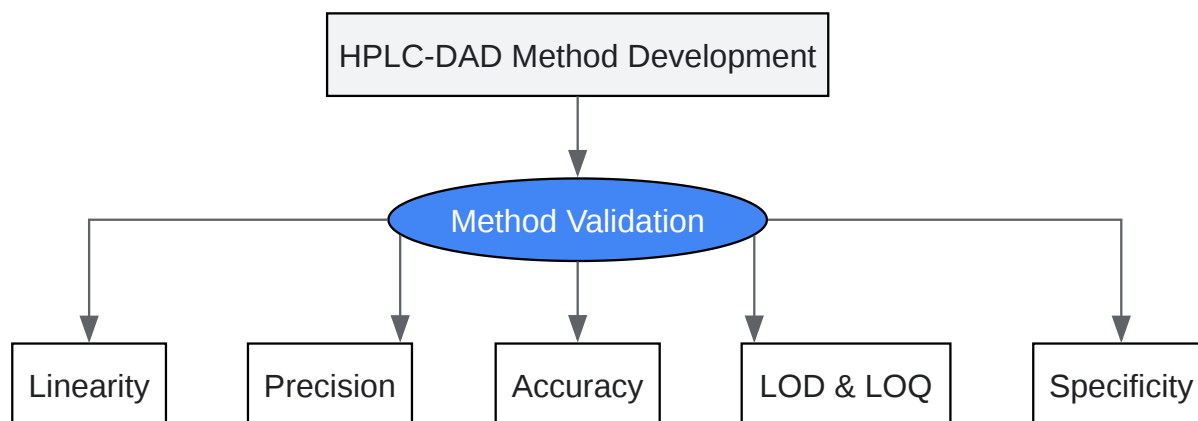 HPLC-DAD Method Development
Method Validation
Linearity
Precision
Accuracy
LOD & LOQ
Specificity